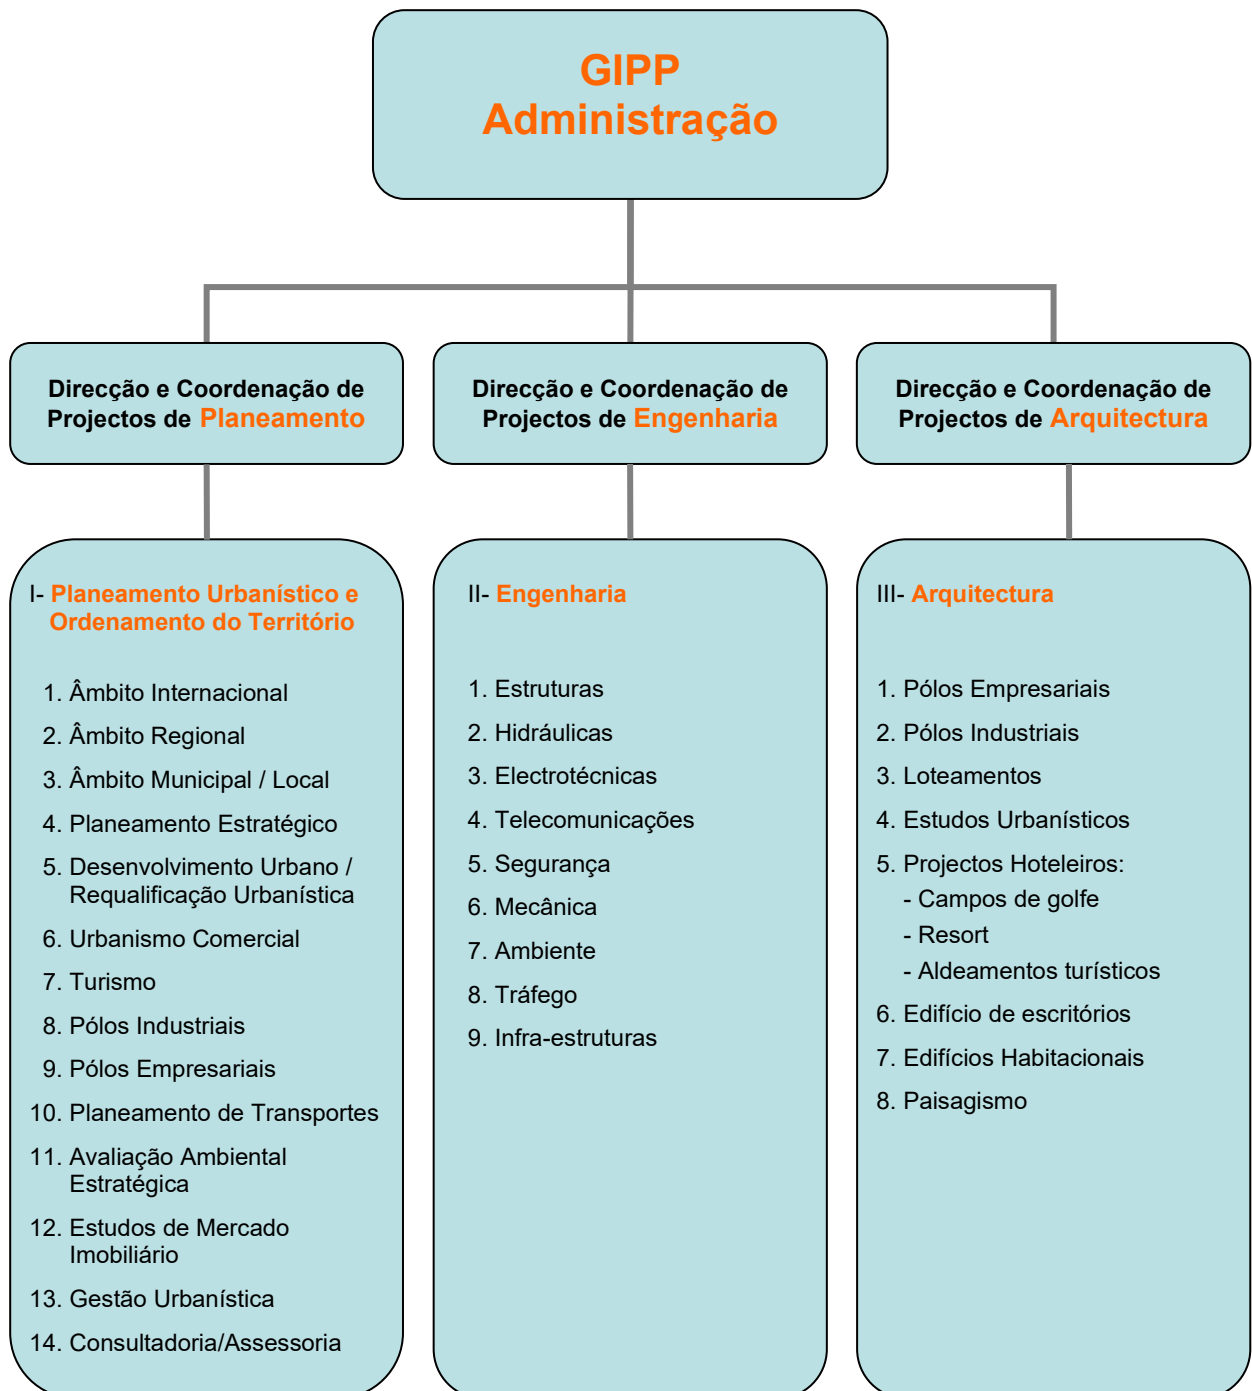 GIPP
Administração
Direcção e Coordenação de
Projectos de Planeamento
Direcção e Coordenação de
Projectos de Engenharia
Direcção e Coordenação de
Projectos de Arquitectura
I- Planeamento Urbanístico e
Ordenamento do Território
1. Âmbito Internacional
2. Âmbito Regional
3. Âmbito Municipal / Local
4. Planeamento Estratégico
5. Desenvolvimento Urbano /
Requalificação Urbanística
6. Urbanismo Comercial
7. Turismo
8. Pólos Industriais
9. Pólos Empresariais
10. Planeamento de Transportes
11. Avaliação Ambiental
Estratégica
12. Estudos de Mercado
Imobiliário
13. Gestão Urbanística
14. Consultadoria/Assessoria
II- Engenharia
1. Estruturas
2. Hidráulicas
3. Electrotécnicas
4. Telecomunicações
5. Segurança
6. Mecânica
7. Ambiente
8. Tráfego
9. Infra-estruturas
III- Arquitectura
1. Pólos Empresariais
2. Pólos Industriais
3. Loteamentos
4. Estudos Urbanísticos
5. Projectos Hoteleiros:
- Campos de golfe
- Resort
- Aldeamentos turísticos
6. Edifício de escritórios
7. Edifícios Habitacionais
8. Paisagismo